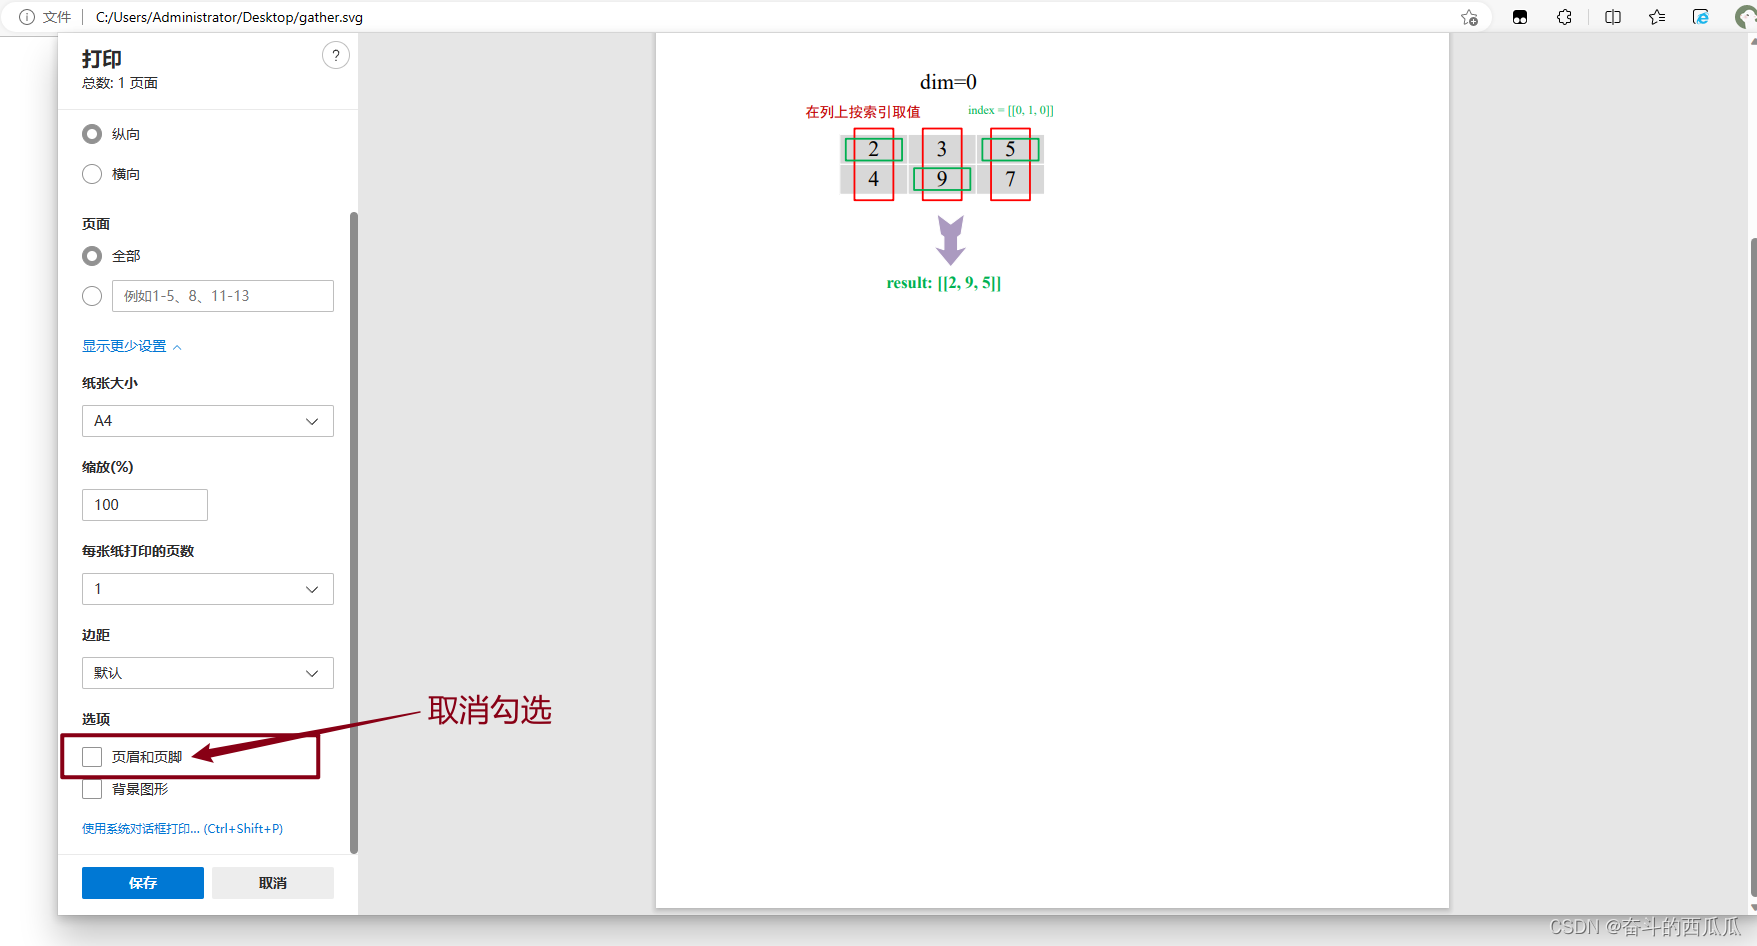 文件 C:/Users/Administrator/Desktop/gather.svg
打印
?
总数: 1 页面
纵向
横向
页面
全部
例如1-5、8、11-13
显示更少设置
纸张大小
A4
缩放(%)
100
每张纸打印的页数
1
边距
默认
选项
页眉和页脚
背景图形
使用系统对话框打印... (Ctrl+Shift+P)
保存 取消
取消勾选
dim=0
在列上按索引取值 index = [[0, 1, 0]]
2 3 5
4 9 7
result: [[2, 9, 5]]
CSDN @奋斗的西瓜瓜